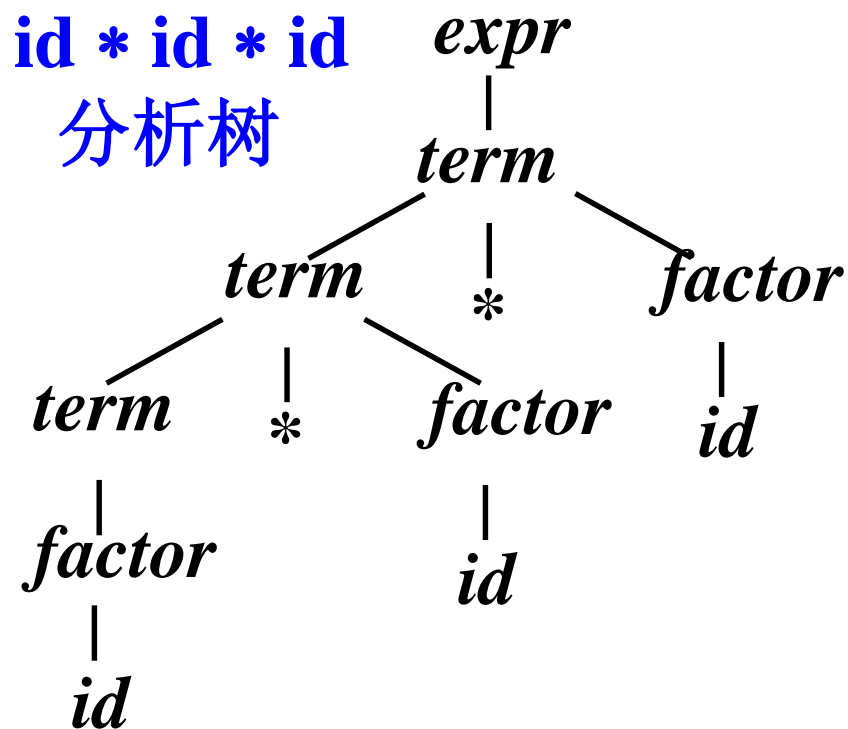 id * id * id
分析树
expr
term
term * factor
term * factor id
factor id
id